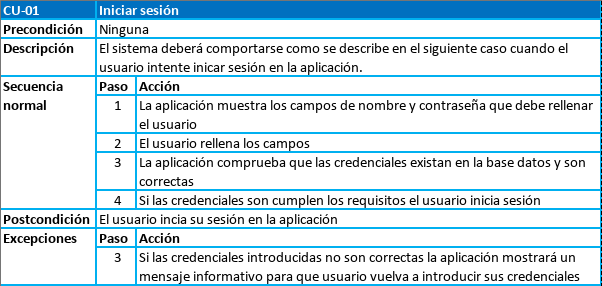 CU-01 Iniciar sesión
Precondición Ninguna
Descripción El sistema deberá comportarse como se describe en el siguiente caso cuando el
usuario intente inicar sesión en la aplicación.
Secuencia Paso Acción
normal 1 La aplicación muestra los campos de nombre y contraseña que debe rellenar
el usuario
2 El usuario rellena los campos
3 La aplicación comprueba que las credenciales existan en la base datos y son
correctas
4 Si las credenciales son cumplen los requisitos el usuario inicia sesión
Postcondición El usuario incia su sesión en la aplicación
Excepciones Paso Acción
3 Si las credenciales introducidas no son correctas la aplicación mostrará un
mensaje informativo para que usuario vuelva a introducir sus credenciales